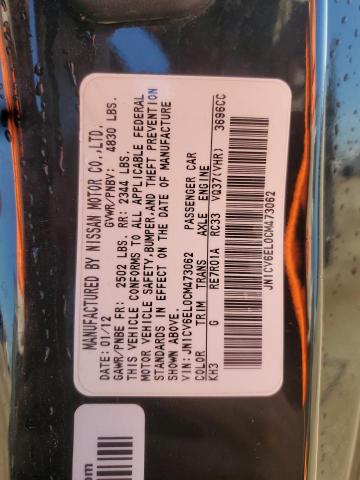 MANUFACTURED BY NISSAN MOTOR CO.,LTD.
GVWR/PNBV: 4830 LBS.
DATE: 01/12
GAWR/PNBE FR: 2502 LBS. RR: 2344 LBS.
THIS VEHICLE CONFORMS TO ALL APPLICABLE FEDERAL
MOTOR VEHICLE SAFETY,BUMPER,AND THEFT PREVENTION
STANDARDS IN EFFECT ON THE DATE OF MANUFACTURE
SHOWN ABOVE.
VIN: JN1CV6EL0CM473062 PASSENGER CAR
COLOR TRIM TRANS AXLE ENGINE
KH3 G RE7R01A RC33 VQ37(VHR) 3696CC
JN1CV6EL0CM473062
om